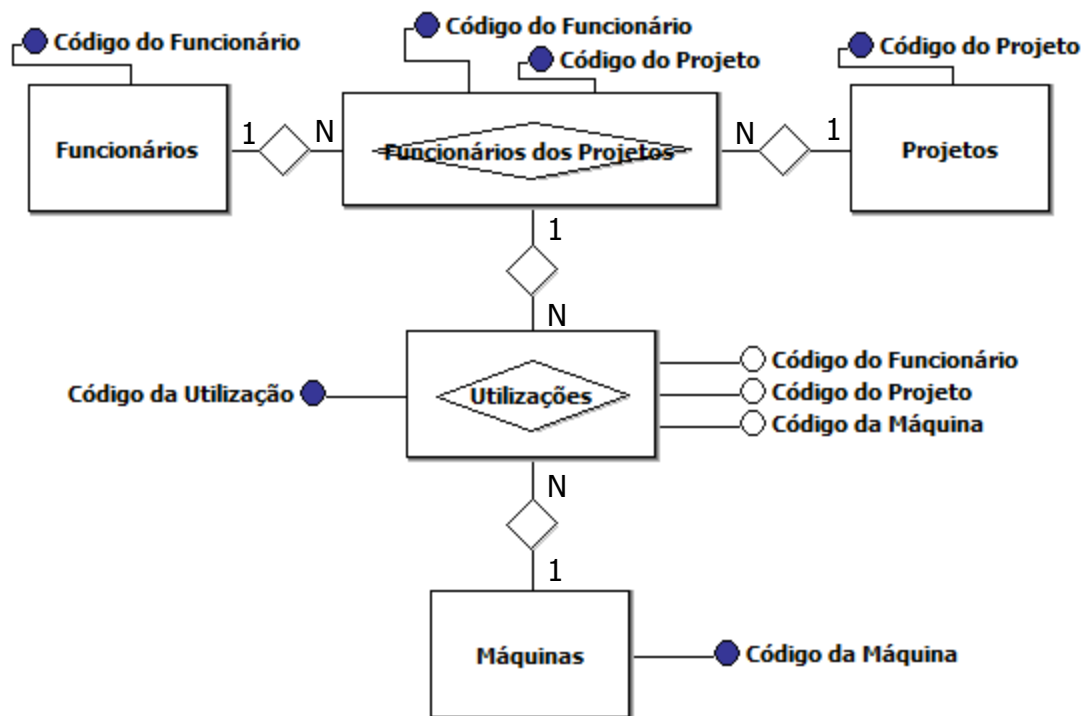 Código do Funcionário
Código do Funcionário
Código do Projeto
Código do Projeto
Funcionários
1
N
Funcionários dos Projetos
N
1
Projetos
1
N
Código da Utilização
Utilizações
Código do Funcionário
Código do Projeto
Código da Máquina
N
1
Máquinas
Código da Máquina